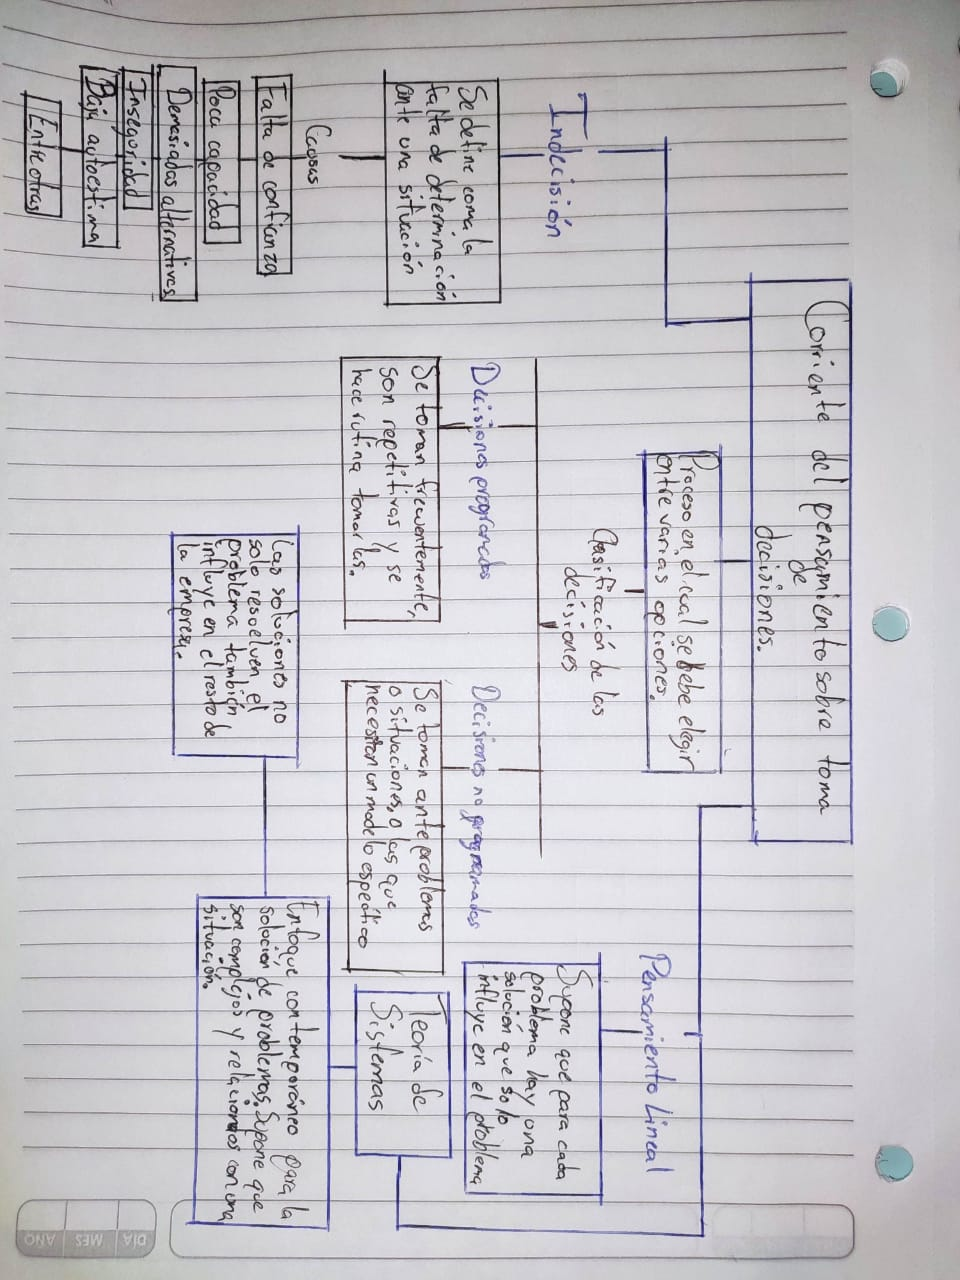 Corriente del pensamiento sobre toma
de
decisiones.
Indecisión
Se define como la
falta de determinación
ante una situación
Causas
Falta de confianza
Poca capacidad
Demasiadas alternativas
Inseguridad
Baja autoestima
Entre otras
Proceso en el cual se debe elegir
entre varias opciones.
Clasificación de las
decisiones
Decisiones programadas
Se toman frecuentemente,
son repetitivas y se
hace rutina tomarlas.
Decisiones no programadas
Se toman ante problemas
o situaciones, a las que
necesitan un modelo específico
Pensamiento Lineal
Supone que para cada
problema hay una
solución que solo
influye en el problema
Teoría de
Sistemas
Enfoque contemporáneo para la
solución de problemas. Supone que
son complejos y relacionados con una
situación.
Las soluciones no
solo resuelven el
problema también
influye en el resto de
la empresa.
DÍA MES AÑO